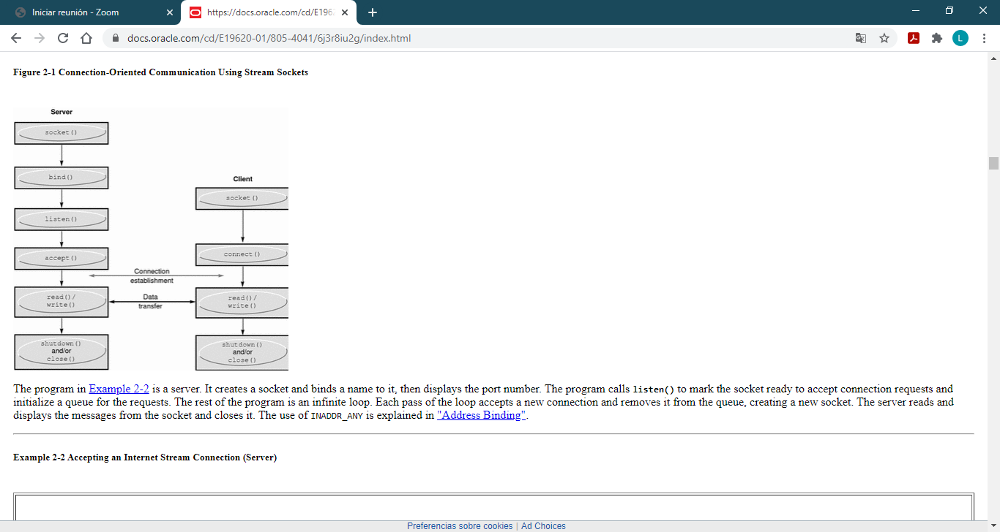 Iniciar reunión - Zoom
https://docs.oracle.com/cd/E196
docs.oracle.com/cd/E19620-01/805-4041/6j3r8iu2g/index.html
L
Figure 2-1 Connection-Oriented Communication Using Stream Sockets
Server
socket()
bind()
listen()
accept()
read()/
write()
shutdown()
and/or
close()
Client
socket()
connect()
read()/
write()
shutdown()
and/or
close()
Connection
establishment
Data
transfer
The program in Example 2-2 is a server. It creates a socket and binds a name to it, then displays the port number. The program calls listen() to mark the socket ready to accept connection requests and
initialize a queue for the requests. The rest of the program is an infinite loop. Each pass of the loop accepts a new connection and removes it from the queue, creating a new socket. The server reads and
displays the messages from the socket and closes it. The use of INADDR_ANY is explained in "Address Binding".
Example 2-2 Accepting an Internet Stream Connection (Server)
Preferencias sobre cookies | Ad Choices